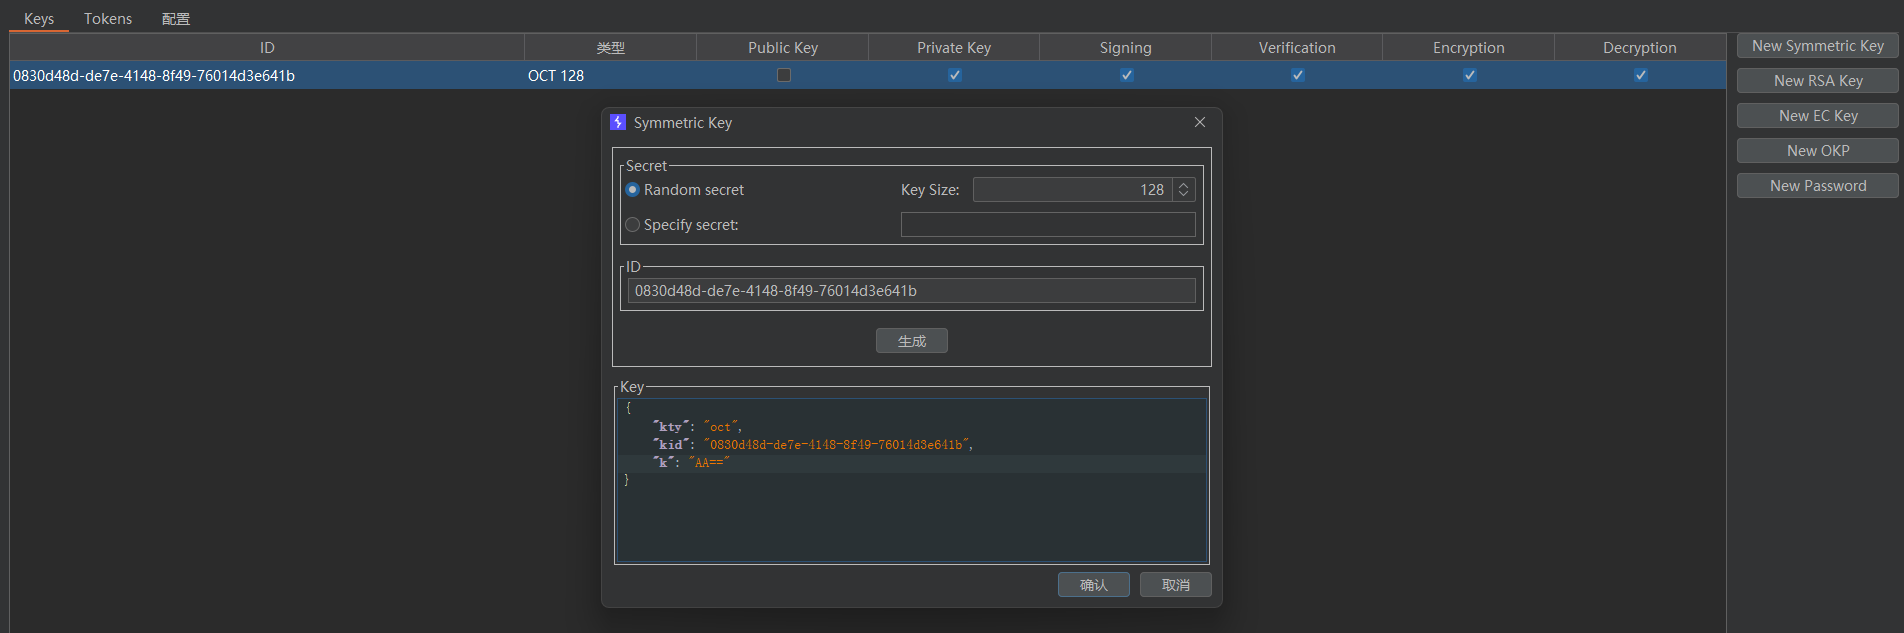 Keys Tokens 配置
ID 类型 Public Key Private Key Signing Verification Encryption Decryption
0830d48d-de7e-4148-8f49-76014d3e641b OCT 128
New Symmetric Key
New RSA Key
New EC Key
New OKP
New Password
Symmetric Key
Secret
Random secret Key Size: 128
Specify secret:
ID
0830d48d-de7e-4148-8f49-76014d3e641b
生成
Key
{
"kty": "oct",
"kid": "0830d48d-de7e-4148-8f49-76014d3e641b",
"k": "AA=="
}
确认 取消